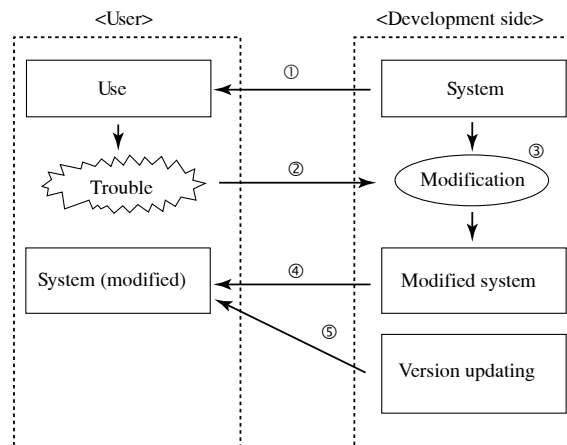 <User> <Development side>
Use ① System
Trouble ② Modification ③
System (modified) ④ Modified system
⑤
Version updating